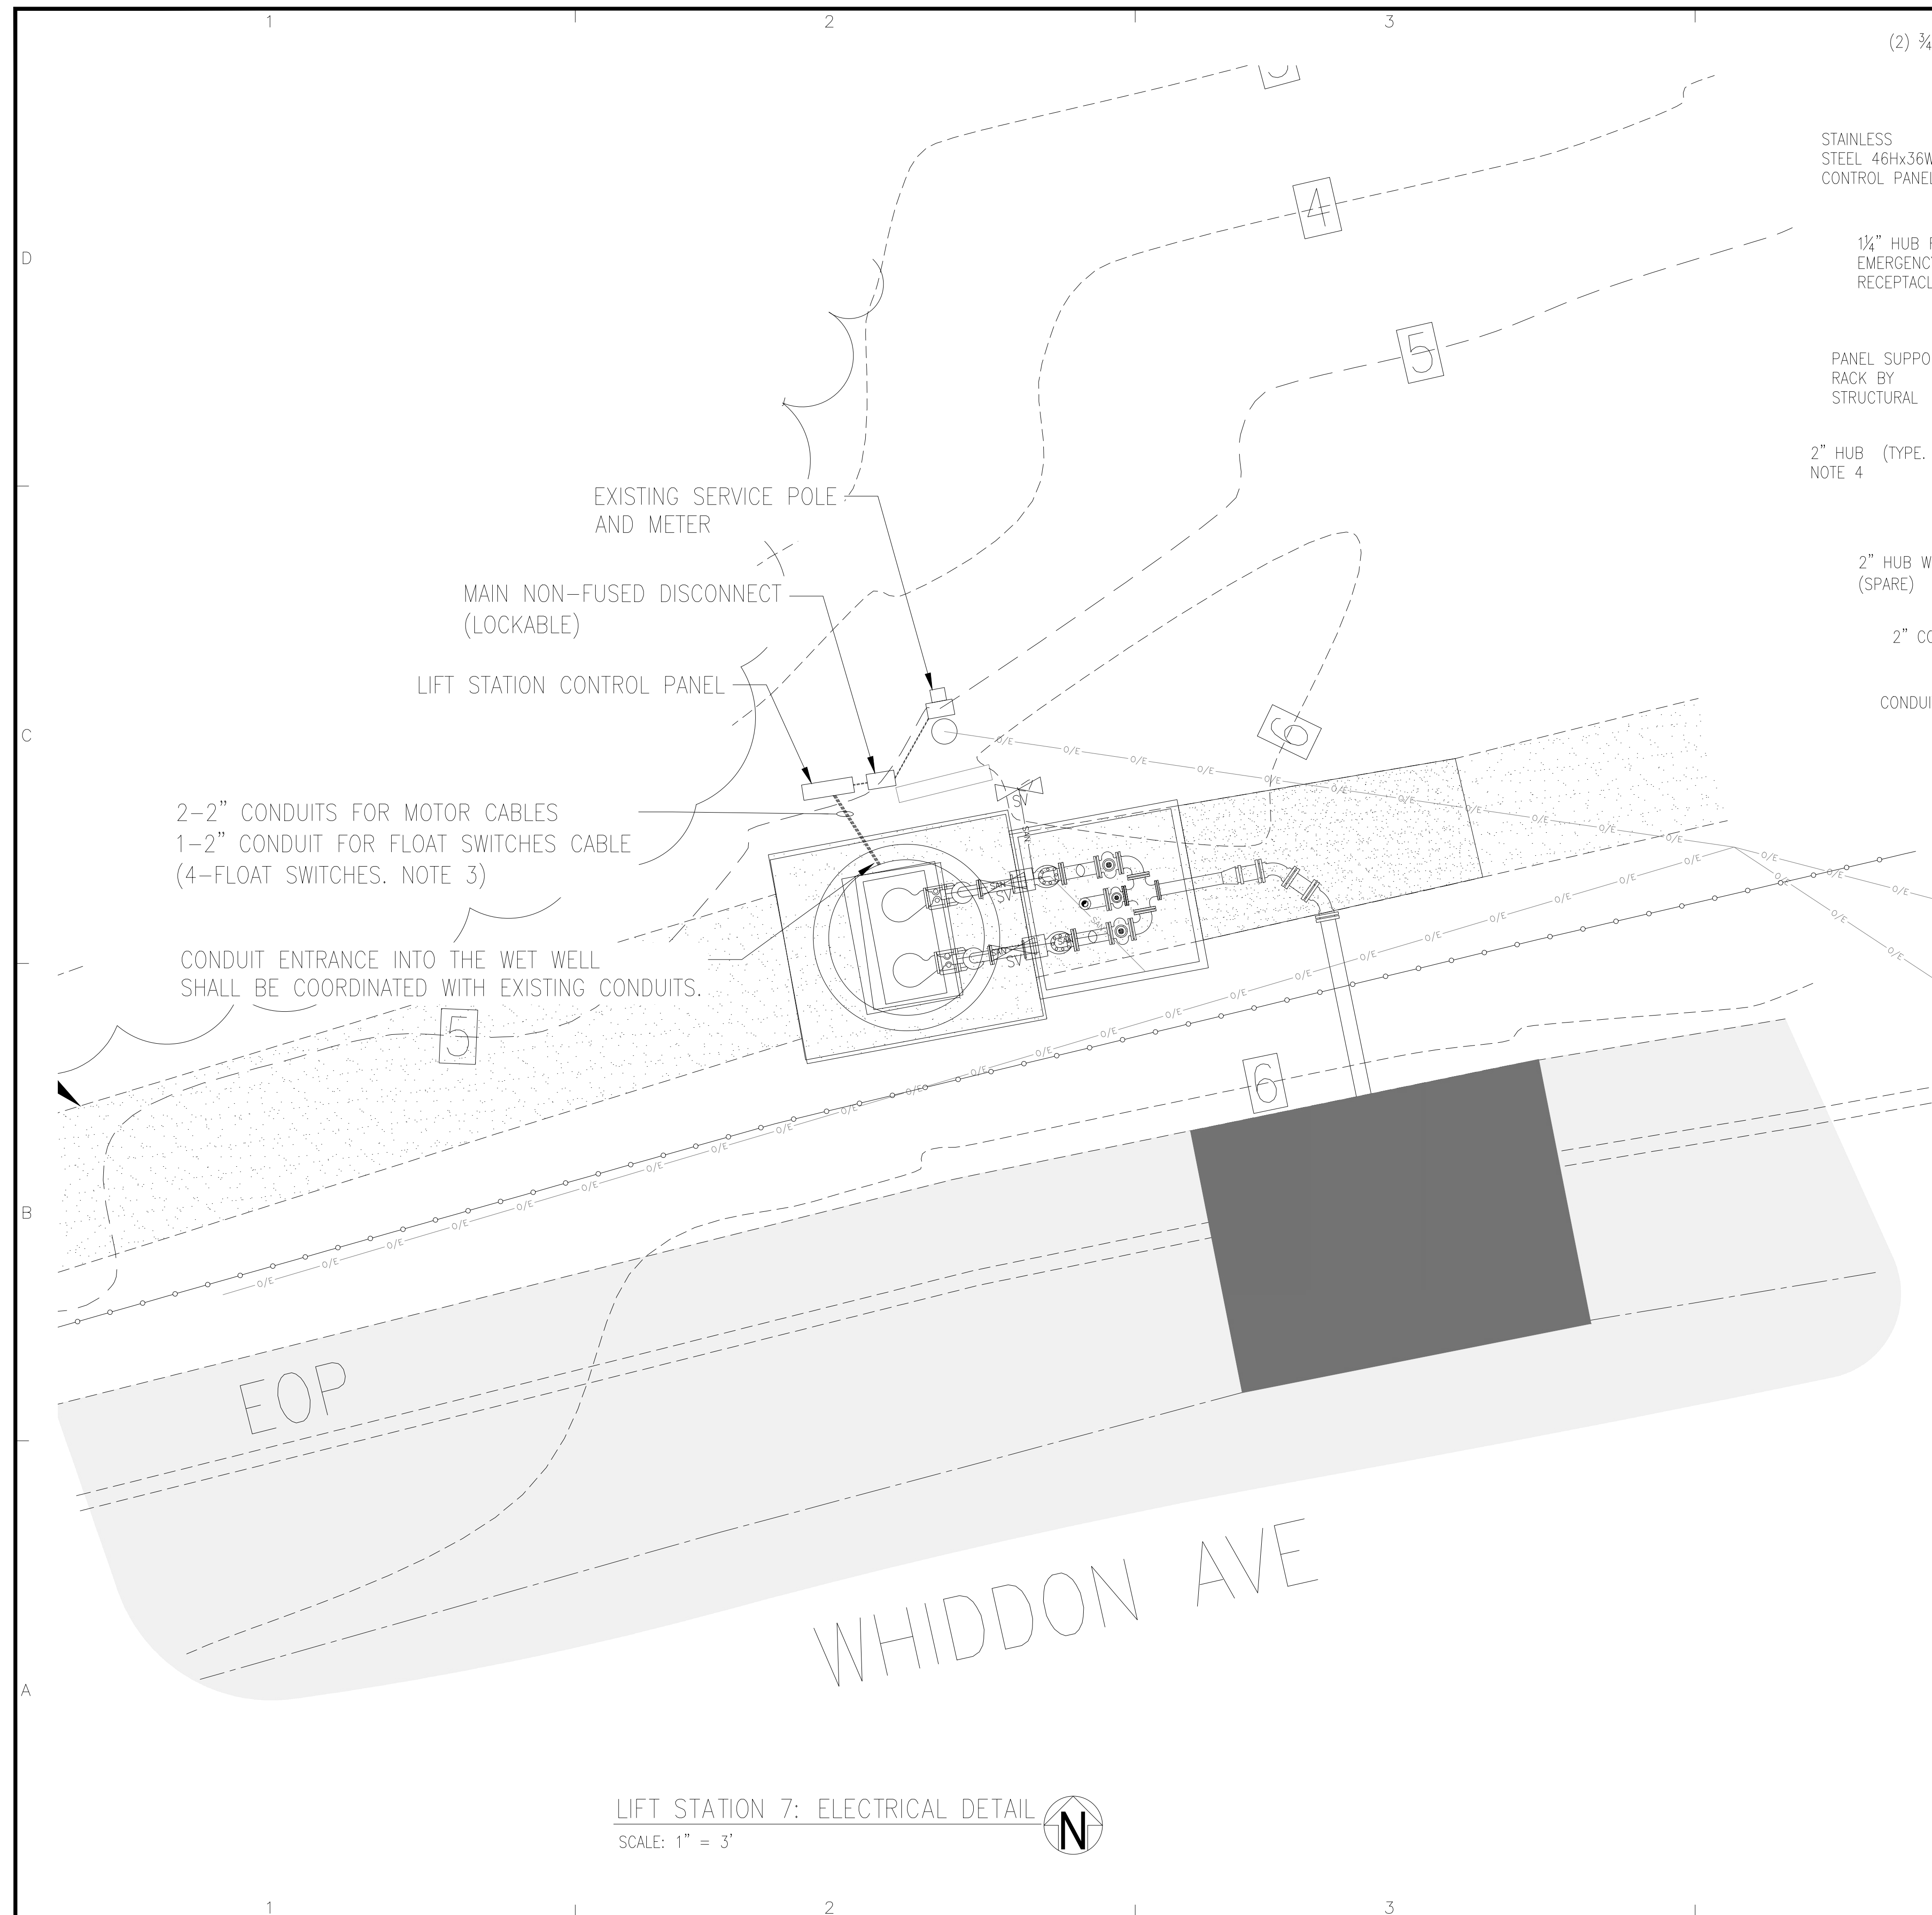 1 2 3
(2) ¾
STAINLESS
STEEL 46Hx36W
CONTROL PANEL
4
D
1¼" HUB
EMERGENCY
RECEPTACL
5
PANEL SUPPO
RACK BY
STRUCTURAL
2" HUB (TYPE.
NOTE 4
EXISTING SERVICE POLE
AND METER
2" HUB W
(SPARE)
MAIN NON-FUSED DISCONNECT
(LOCKABLE)
2" CO
LIFT STATION CONTROL PANEL
CONDUI
C
6
O/E O/E O/E O/E O/E O/E O/E O/E O/E O/E O/E O/E O/E O/E O/E
SV
SAN
2-2" CONDUITS FOR MOTOR CABLES
1-2" CONDUIT FOR FLOAT SWITCHES CABLE
(4-FLOAT SWITCHES. NOTE 3)
SAN
SV
SAN
SAN
SV
CONDUIT ENTRANCE INTO THE WET WELL
SHALL BE COORDINATED WITH EXISTING CONDUITS.
5
6
O/E O/E O/E O/E O/E O/E O/E O/E O/E O/E O/E O/E O/E O/E O/E O/E O/E O/E
B
EOP
WHIDDON AVE
A
LIFT STATION 7: ELECTRICAL DETAIL
N
SCALE: 1" = 3'
1 2 3